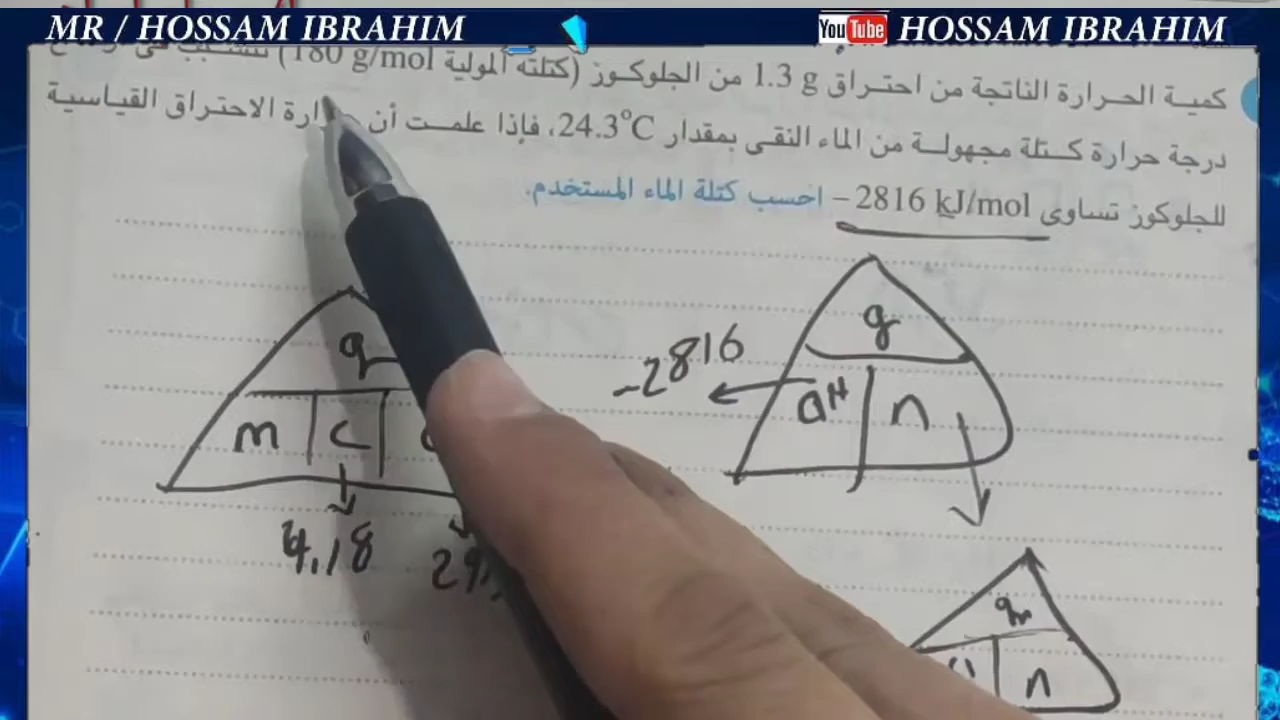 MR / HOSSAM IBRAHIM
YouTube HOSSAM IBRAHIM
كمية الحرارة الناتجة من احتراق 1.3 g من الجلوكوز (كتلته المولية 180 g/mol)
درجة حرارة كتلة مجهولة من الماء النقى بمقدار 24.3°C، فإذا علمت أن الاحتراق القياسية
للجلوكوز تساوى 2816 kJ/mol – احسب كتلة الماء المستخدم.
q
m c
4.18
q
-2816
ΔH n
n